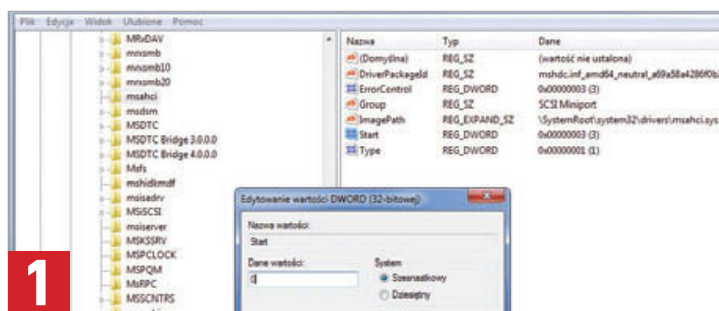 Plik Edycja Widok Ulubione Pomoc
MRxDAV
mrxsmb
mrxsmb10
mrxsmb20
msahci
msdsm
MSDTC
MSDTC Bridge 3.0.0.0
MSDTC Bridge 4.0.0.0
Msfs
mshidkmdf
msisadrv
MSiSCSI
msiserver
MSKSSRV
MSPCLOCK
MSPQM
MsRPC
MSSCNTRS
Nazwa Typ Dane
(Domyślna) REG_SZ (wartość nie ustalona)
DriverPackageId REG_SZ
ErrorControl REG_DWORD 0x00000003 (3)
Group REG_SZ SCSI Miniport
ImagePath REG_EXPAND_SZ \SystemRoot\system32\drivers\msahci.sys
Start REG_DWORD 0x00000003 (3)
Type REG_DWORD 0x00000001 (1)
Edytowanie wartości DWORD (32-bitowej)
Nazwa wartości:
Start
Dane wartości: System
0 Szesnastkowy
Dziesiętny
1